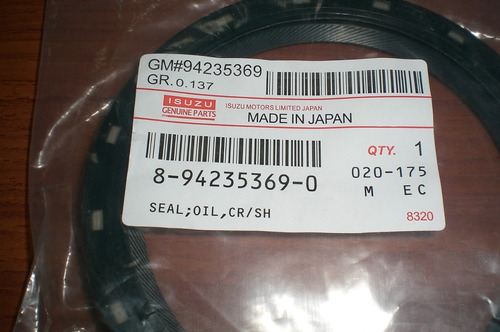 GM#94235369
GR.0.137
ISUZU
GENUINE PARTS
ISUZU MOTORS LIMITED JAPAN
MADE IN JAPAN
QTY. 1
8-94235369-0
020-175
M EC
SEAL;OIL,CR/SH
8320